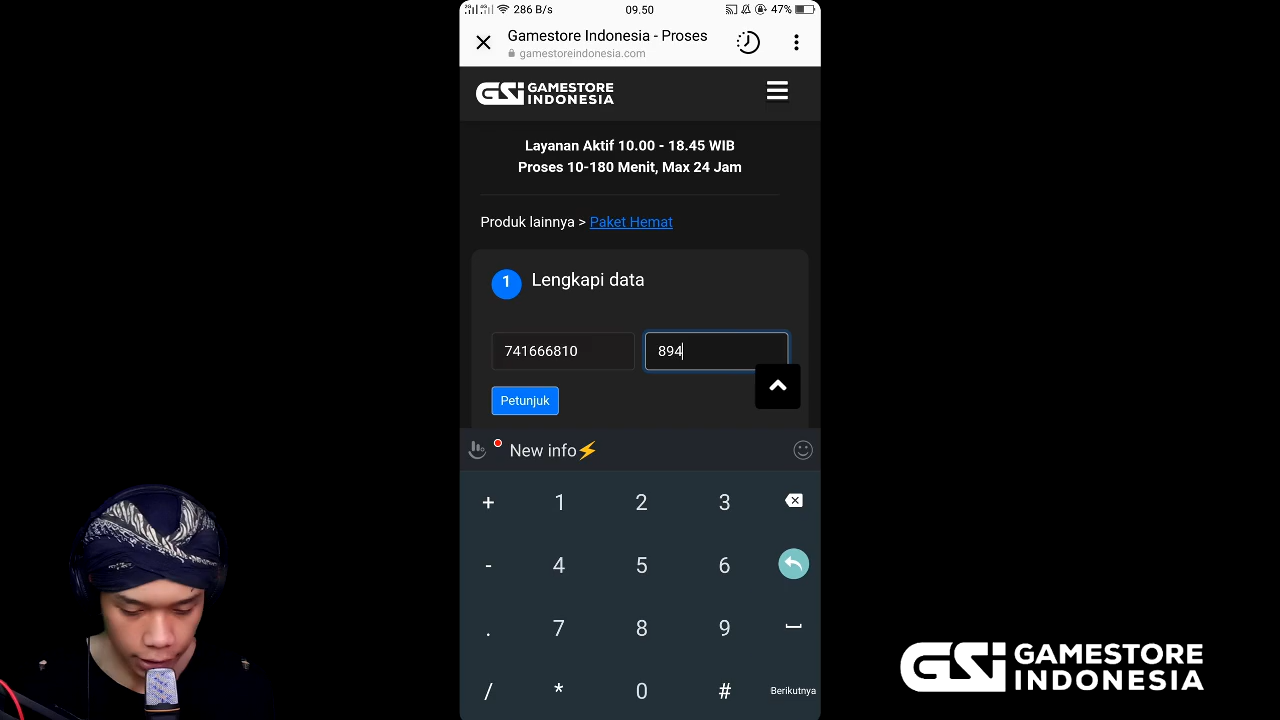 286 B/s
09.50
47%
Gamestore Indonesia - Proses
gamestoreindonesia.com
GSI GAMESTORE
INDONESIA
Layanan Aktif 10.00 - 18.45 WIB
Proses 10-180 Menit, Max 24 Jam
Produk lainnya > Paket Hemat
1 Lengkapi data
741666810
894
Petunjuk
New info⚡
+ 1 2 3
- 4 5 6
. 7 8 9
/ * 0 # Berikutnya
GSI GAMESTORE
INDONESIA